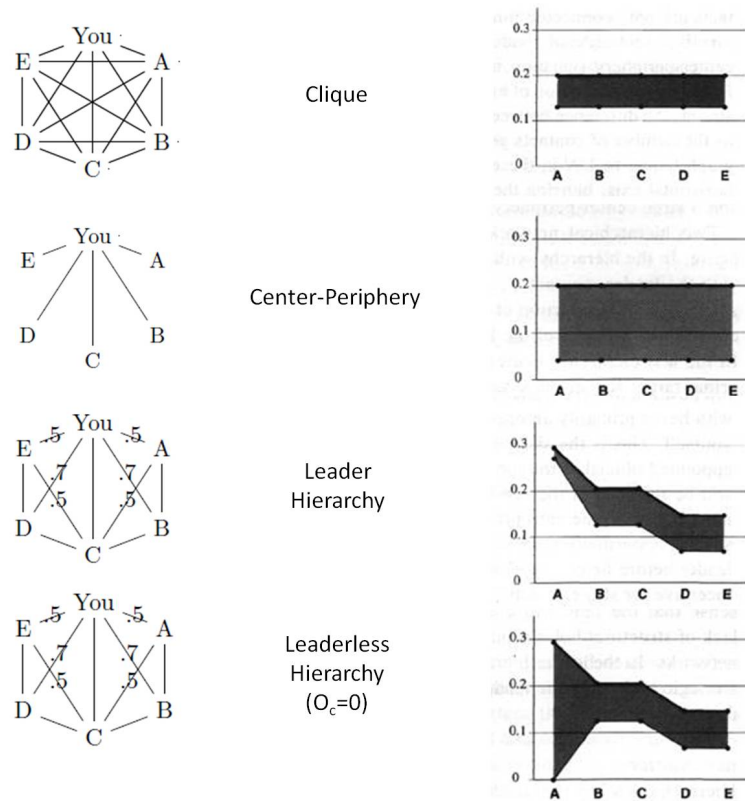 You
E
A
D
B
C
Clique
0.3
0.2
0.1
0
A B C D E
You
E
A
D
B
C
Center-Periphery
0.3
0.2
0.1
0
A B C D E
You
.5 .5
E
A
.7 .7
.5 .5
D
B
C
Leader
Hierarchy
0.3
0.2
0.1
0
A B C D E
You
.5 .5
E
A
.7 .7
.5 .5
D
B
C
Leaderless
Hierarchy
(Oc=0)
0.3
0.2
0.1
0
A B C D E